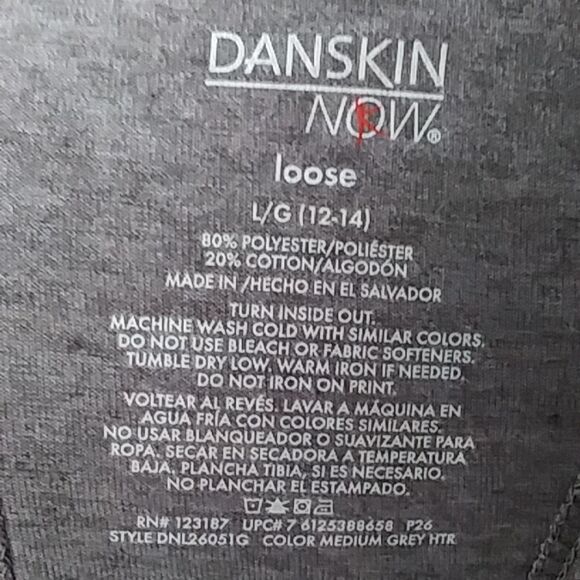 DANSKIN
NOW®
loose
L/G (12-14)
80% POLYESTER/POLIÉSTER
20% COTTON/ALGODÓN
MADE IN /HECHO EN EL SALVADOR
TURN INSIDE OUT.
MACHINE WASH COLD WITH SIMILAR COLORS.
DO NOT USE BLEACH OR FABRIC SOFTENERS.
TUMBLE DRY LOW, WARM IRON IF NEEDED.
DO NOT IRON ON PRINT.
VOLTEAR AL REVÉS. LAVAR A MÁQUINA EN
AGUA FRÍA CON COLORES SIMILARES.
NO USAR BLANQUEADOR O SUAVIZANTE PARA
ROPA. SECAR EN SECADORA A TEMPERATURA
BAJA. PLANCHA TIBIA, SI ES NECESARIO.
NO PLANCHAR EL ESTAMPADO.
RN# 123187 UPC# 7 6125388658 P26
STYLE DNL26051G COLOR MEDIUM GREY HTR